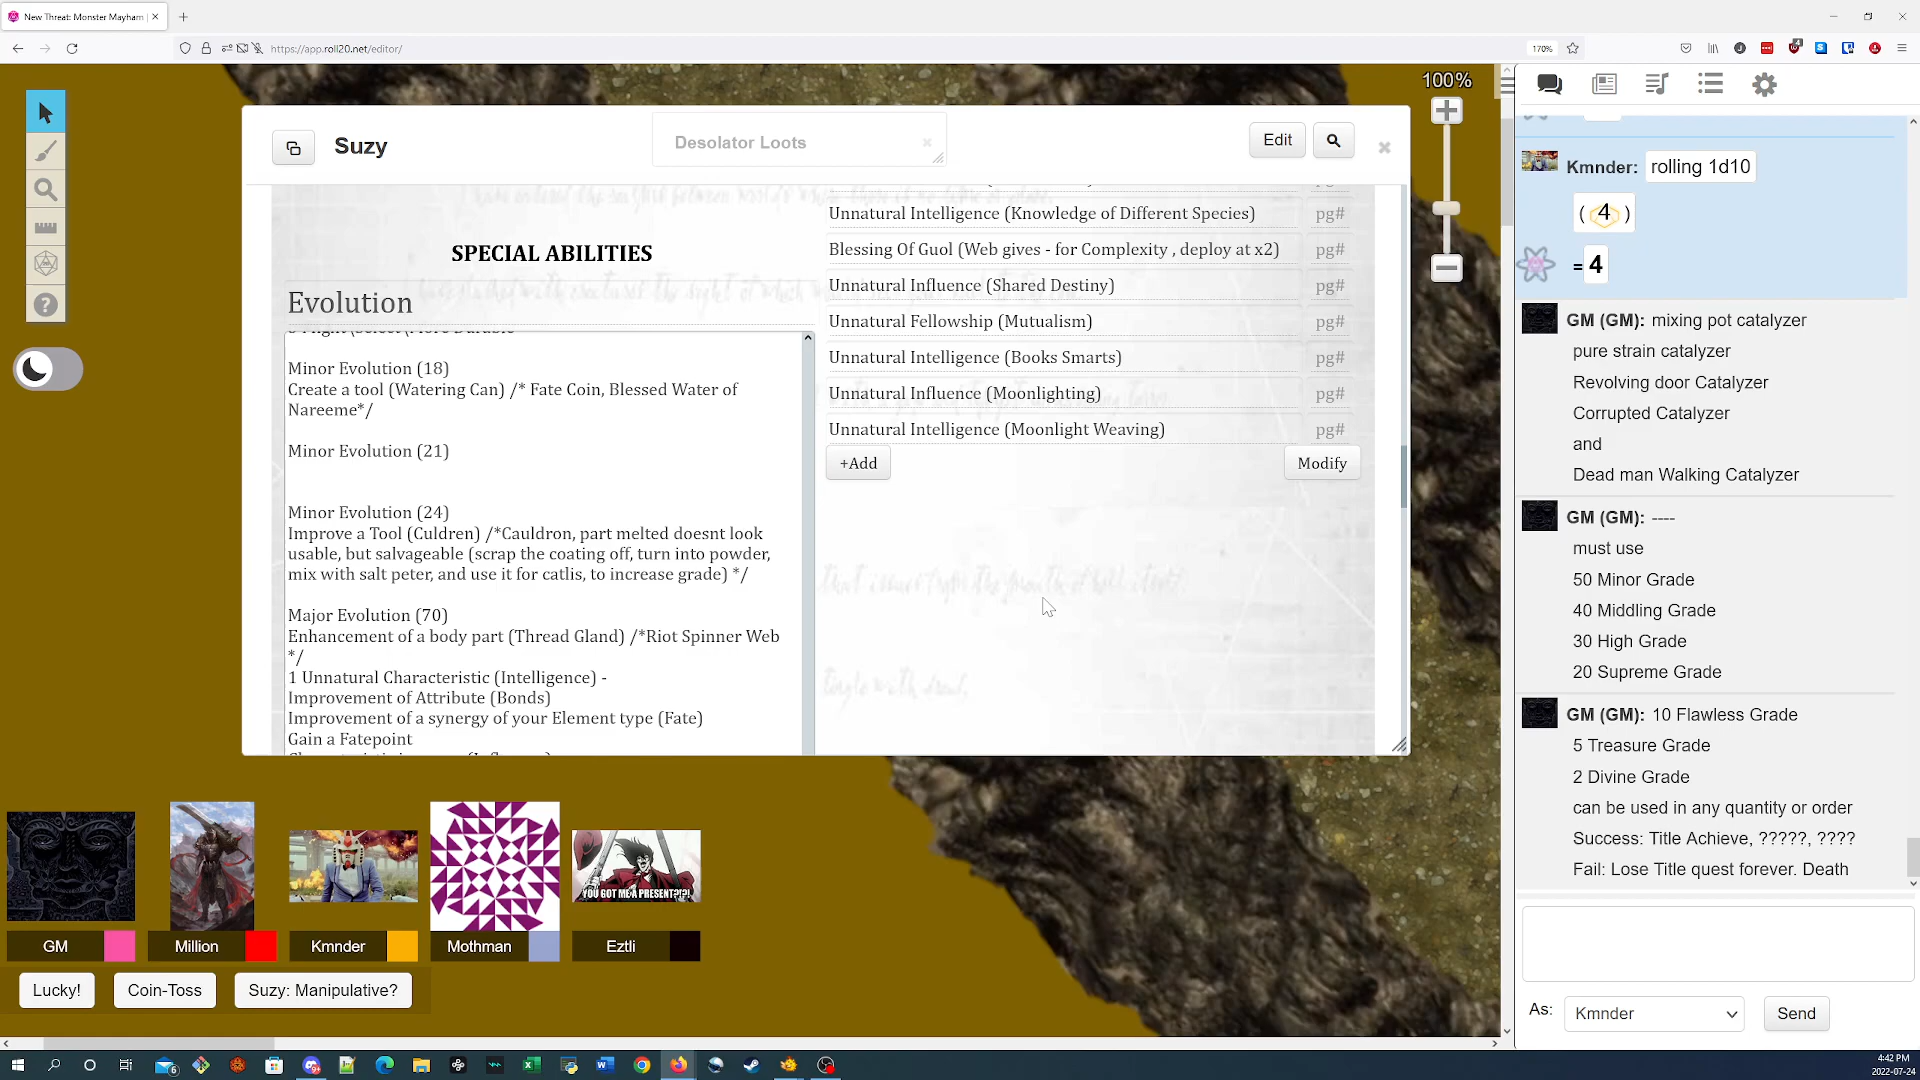 New Threat: Monster Mayham
https://app.roll20.net/editor/
170%
4
100%
Suzy
Desolator Loots
Edit
SPECIAL ABILITIES
Evolution
Minor Evolution (18)
Create a tool (Watering Can) /* Fate Coin, Blessed Water of
Nareeme*/
Minor Evolution (21)
Minor Evolution (24)
Improve a Tool (Culdren) /*Cauldron, part melted doesnt look
usable, but salvageable (scrap the coating off, turn into powder,
mix with salt peter, and use it for catlis, to increase grade) */
Major Evolution (70)
Enhancement of a body part (Thread Gland) /*Riot Spinner Web
*/
1 Unnatural Characteristic (Intelligence) -
Improvement of Attribute (Bonds)
Improvement of a synergy of your Element type (Fate)
Gain a Fatepoint
Unnatural Intelligence (Knowledge of Different Species) pg#
Blessing Of Guol (Web gives - for Complexity , deploy at x2) pg#
Unnatural Influence (Shared Destiny) pg#
Unnatural Fellowship (Mutualism) pg#
Unnatural Intelligence (Books Smarts) pg#
Unnatural Influence (Moonlighting) pg#
Unnatural Intelligence (Moonlight Weaving) pg#
+Add
Modify
Kmnder: rolling 1d10
( 4 )
=4
GM (GM): mixing pot catalyzer
pure strain catalyzer
Revolving door Catalyzer
Corrupted Catalyzer
and
Dead man Walking Catalyzer
GM (GM): ----
must use
50 Minor Grade
40 Middling Grade
30 High Grade
20 Supreme Grade
GM (GM): 10 Flawless Grade
5 Treasure Grade
2 Divine Grade
can be used in any quantity or order
Success: Title Achieve, ?????, ????
Fail: Lose Title quest forever. Death
As:
Kmnder
Send
YOU GOT ME A PRESENT?!?!
GM
Million
Kmnder
Mothman
Eztli
Lucky!
Coin-Toss
Suzy: Manipulative?
6
4:42 PM
2022-07-24